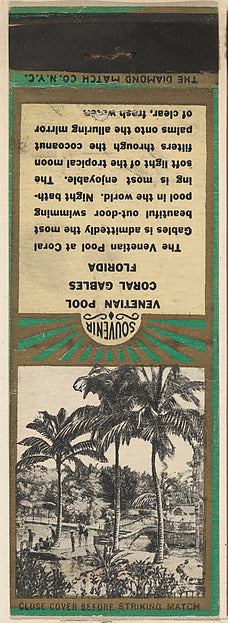 THE DIAMOND MATCH CO. N.Y.C.
SOUVENIR
VENETIAN POOL
CORAL GABLES
FLORIDA
The Venetian Pool at Coral
Gables is admittedly the most
beautiful out-door swimming
pool in the world. Night bath-
ing is most enjoyable. The
soft light of the tropical moon
filters through the cocoanut
palms onto the alluring mirror
of clear, fresh water.
CLOSE COVER BEFORE STRIKING MATCH